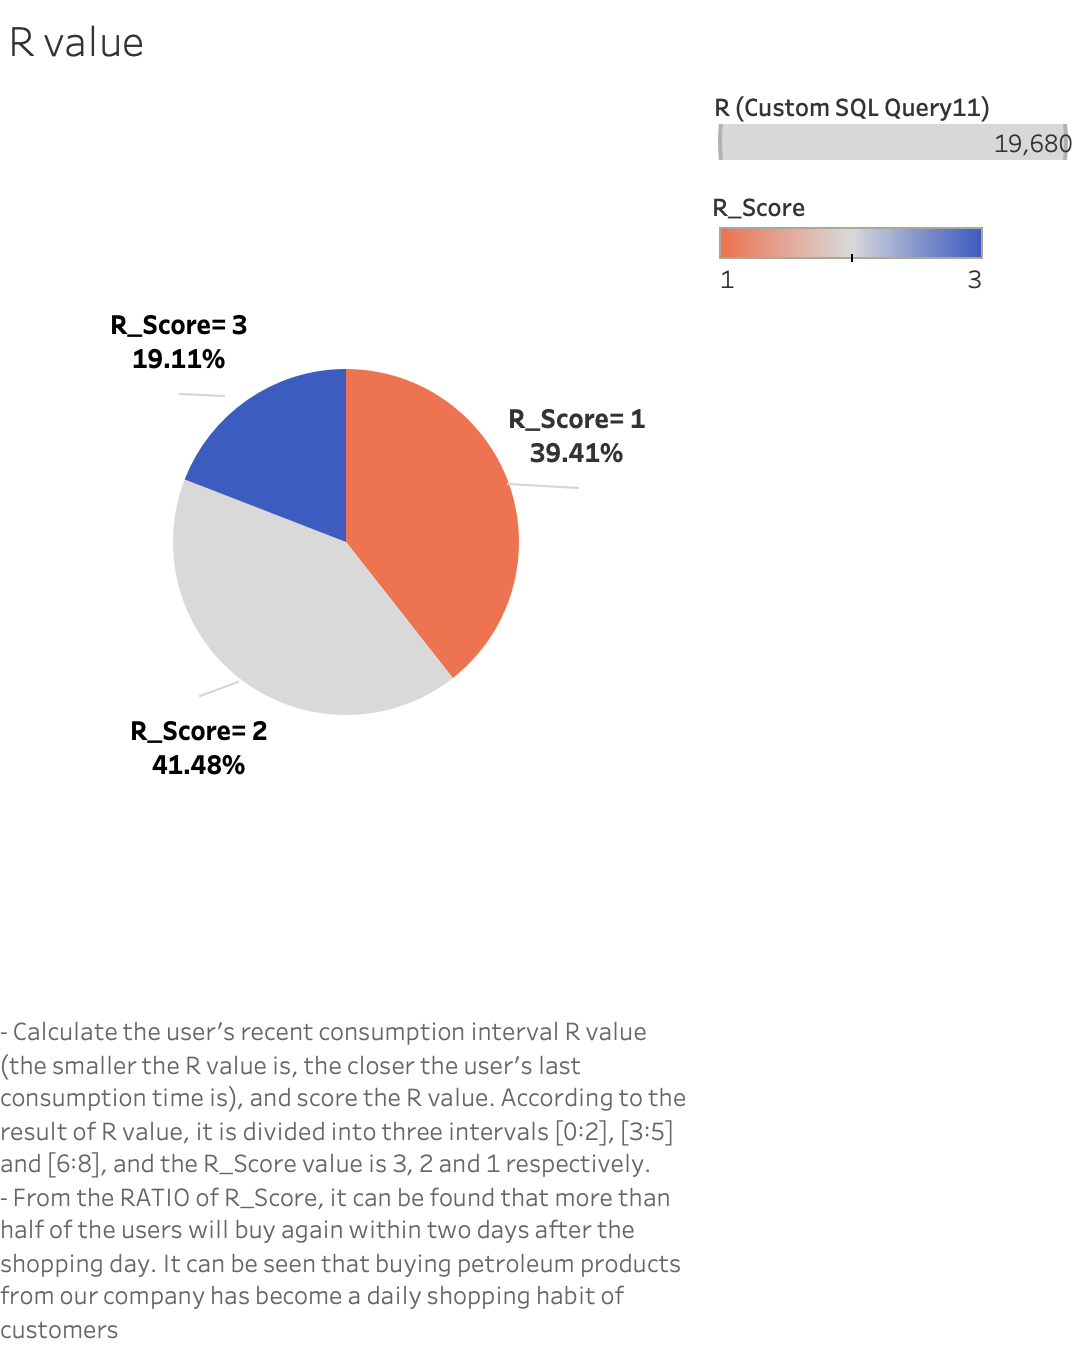 R value
R (Custom SQL Query11)
19,680
R_Score
1
3
R_Score= 3
19.11%
R_Score= 1
39.41%
R_Score= 2
41.48%
- Calculate the user’s recent consumption interval R value
(the smaller the R value is, the closer the user’s last
consumption time is), and score the R value. According to the
result of R value, it is divided into three intervals [0:2], [3:5]
and [6:8], and the R_Score value is 3, 2 and 1 respectively.
- From the RATIO of R_Score, it can be found that more than
half of the users will buy again within two days after the
shopping day. It can be seen that buying petroleum products
from our company has become a daily shopping habit of
customers